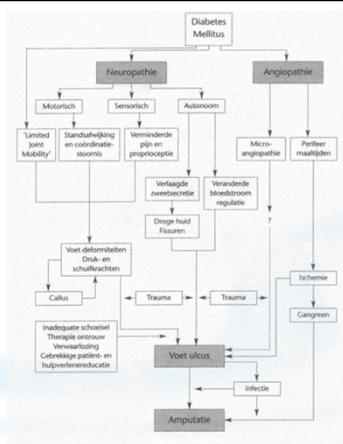 Diabetes
Mellitus
Neuropathie
Angiopathie
Motorisch
Sensorisch
Autonoom
'Limited
Joint
Mobility'
Standsafwijking
en coördinatie-
stoornis
Verminderde
pijn en
proprioceptie
Micro-
angiopathie
Perifeer
maaltijden
Verlaagde
zweetsecretie
Veranderde
bloedstroom
regulatie
?
Droge huid
Fissuren
Voet deformiteiten
Druk- en
schuifkrachten
Ischemie
Callus
Trauma
Trauma
Gangreen
Inadequate schoeisel
Therapie ontrouw
Verwaarlozing
Gebrekkige patiënt- en
hulpverlenereducatie
Voet ulcus
Infectie
Amputatie